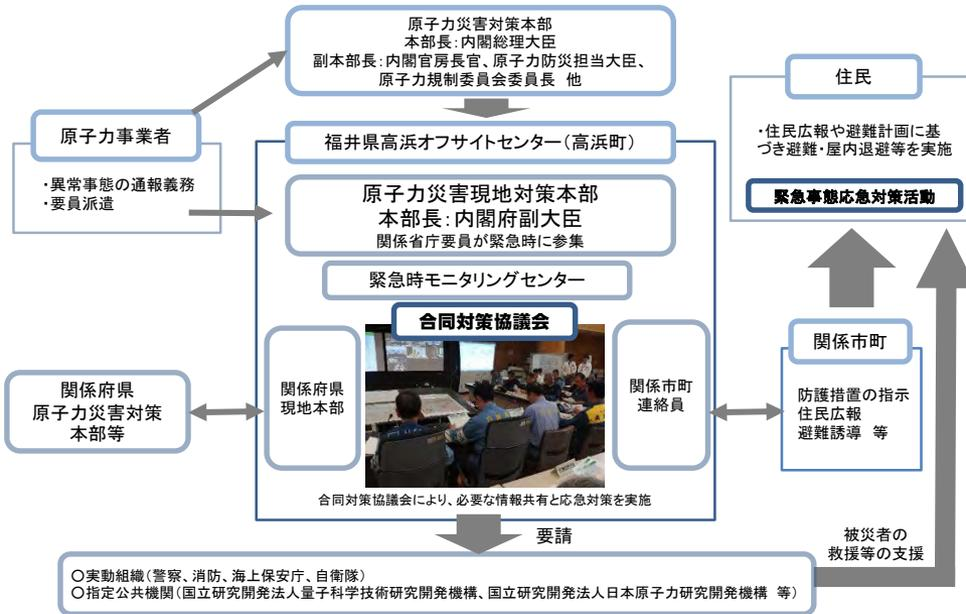 原子力災害対策本部
本部長：内閣総理大臣
副本部長：内閣官房長官、原子力防災担当大臣、
原子力規制委員会委員長 他
原子力事業者
・異常事態の通報義務
・要員派遣
福井県高浜オフサイトセンター（高浜町）
原子力災害現地対策本部
本部長：内閣府副大臣
関係省庁要員が緊急時に参集
緊急時モニタリングセンター
合同対策協議会
関係府県
原子力災害対策
本部等
関係府県
現地本部
関係市町
連絡員
合同対策協議会により、必要な情報共有と応急対策を実施
住民
・住民広報や避難計画に基
づき避難・屋内退避等を実施
緊急事態応急対策活動
関係市町
防護措置の指示
住民広報
避難誘導 等
要請
被災者の
救援等の支援
○実動組織（警察、消防、海上保安庁、自衛隊）
○指定公共機関（国立研究開発法人量子科学技術研究開発機構、国立研究開発法人日本原子力研究開発機構 等）